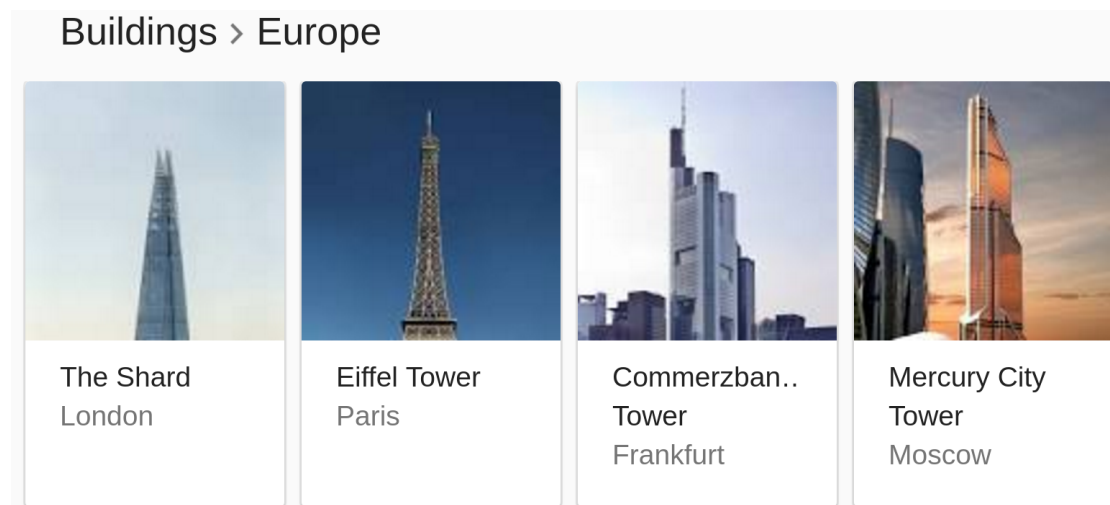 Buildings > Europe
The Shard
London
Eiffel Tower
Paris
Commerzban..
Tower
Frankfurt
Mercury City
Tower
Moscow